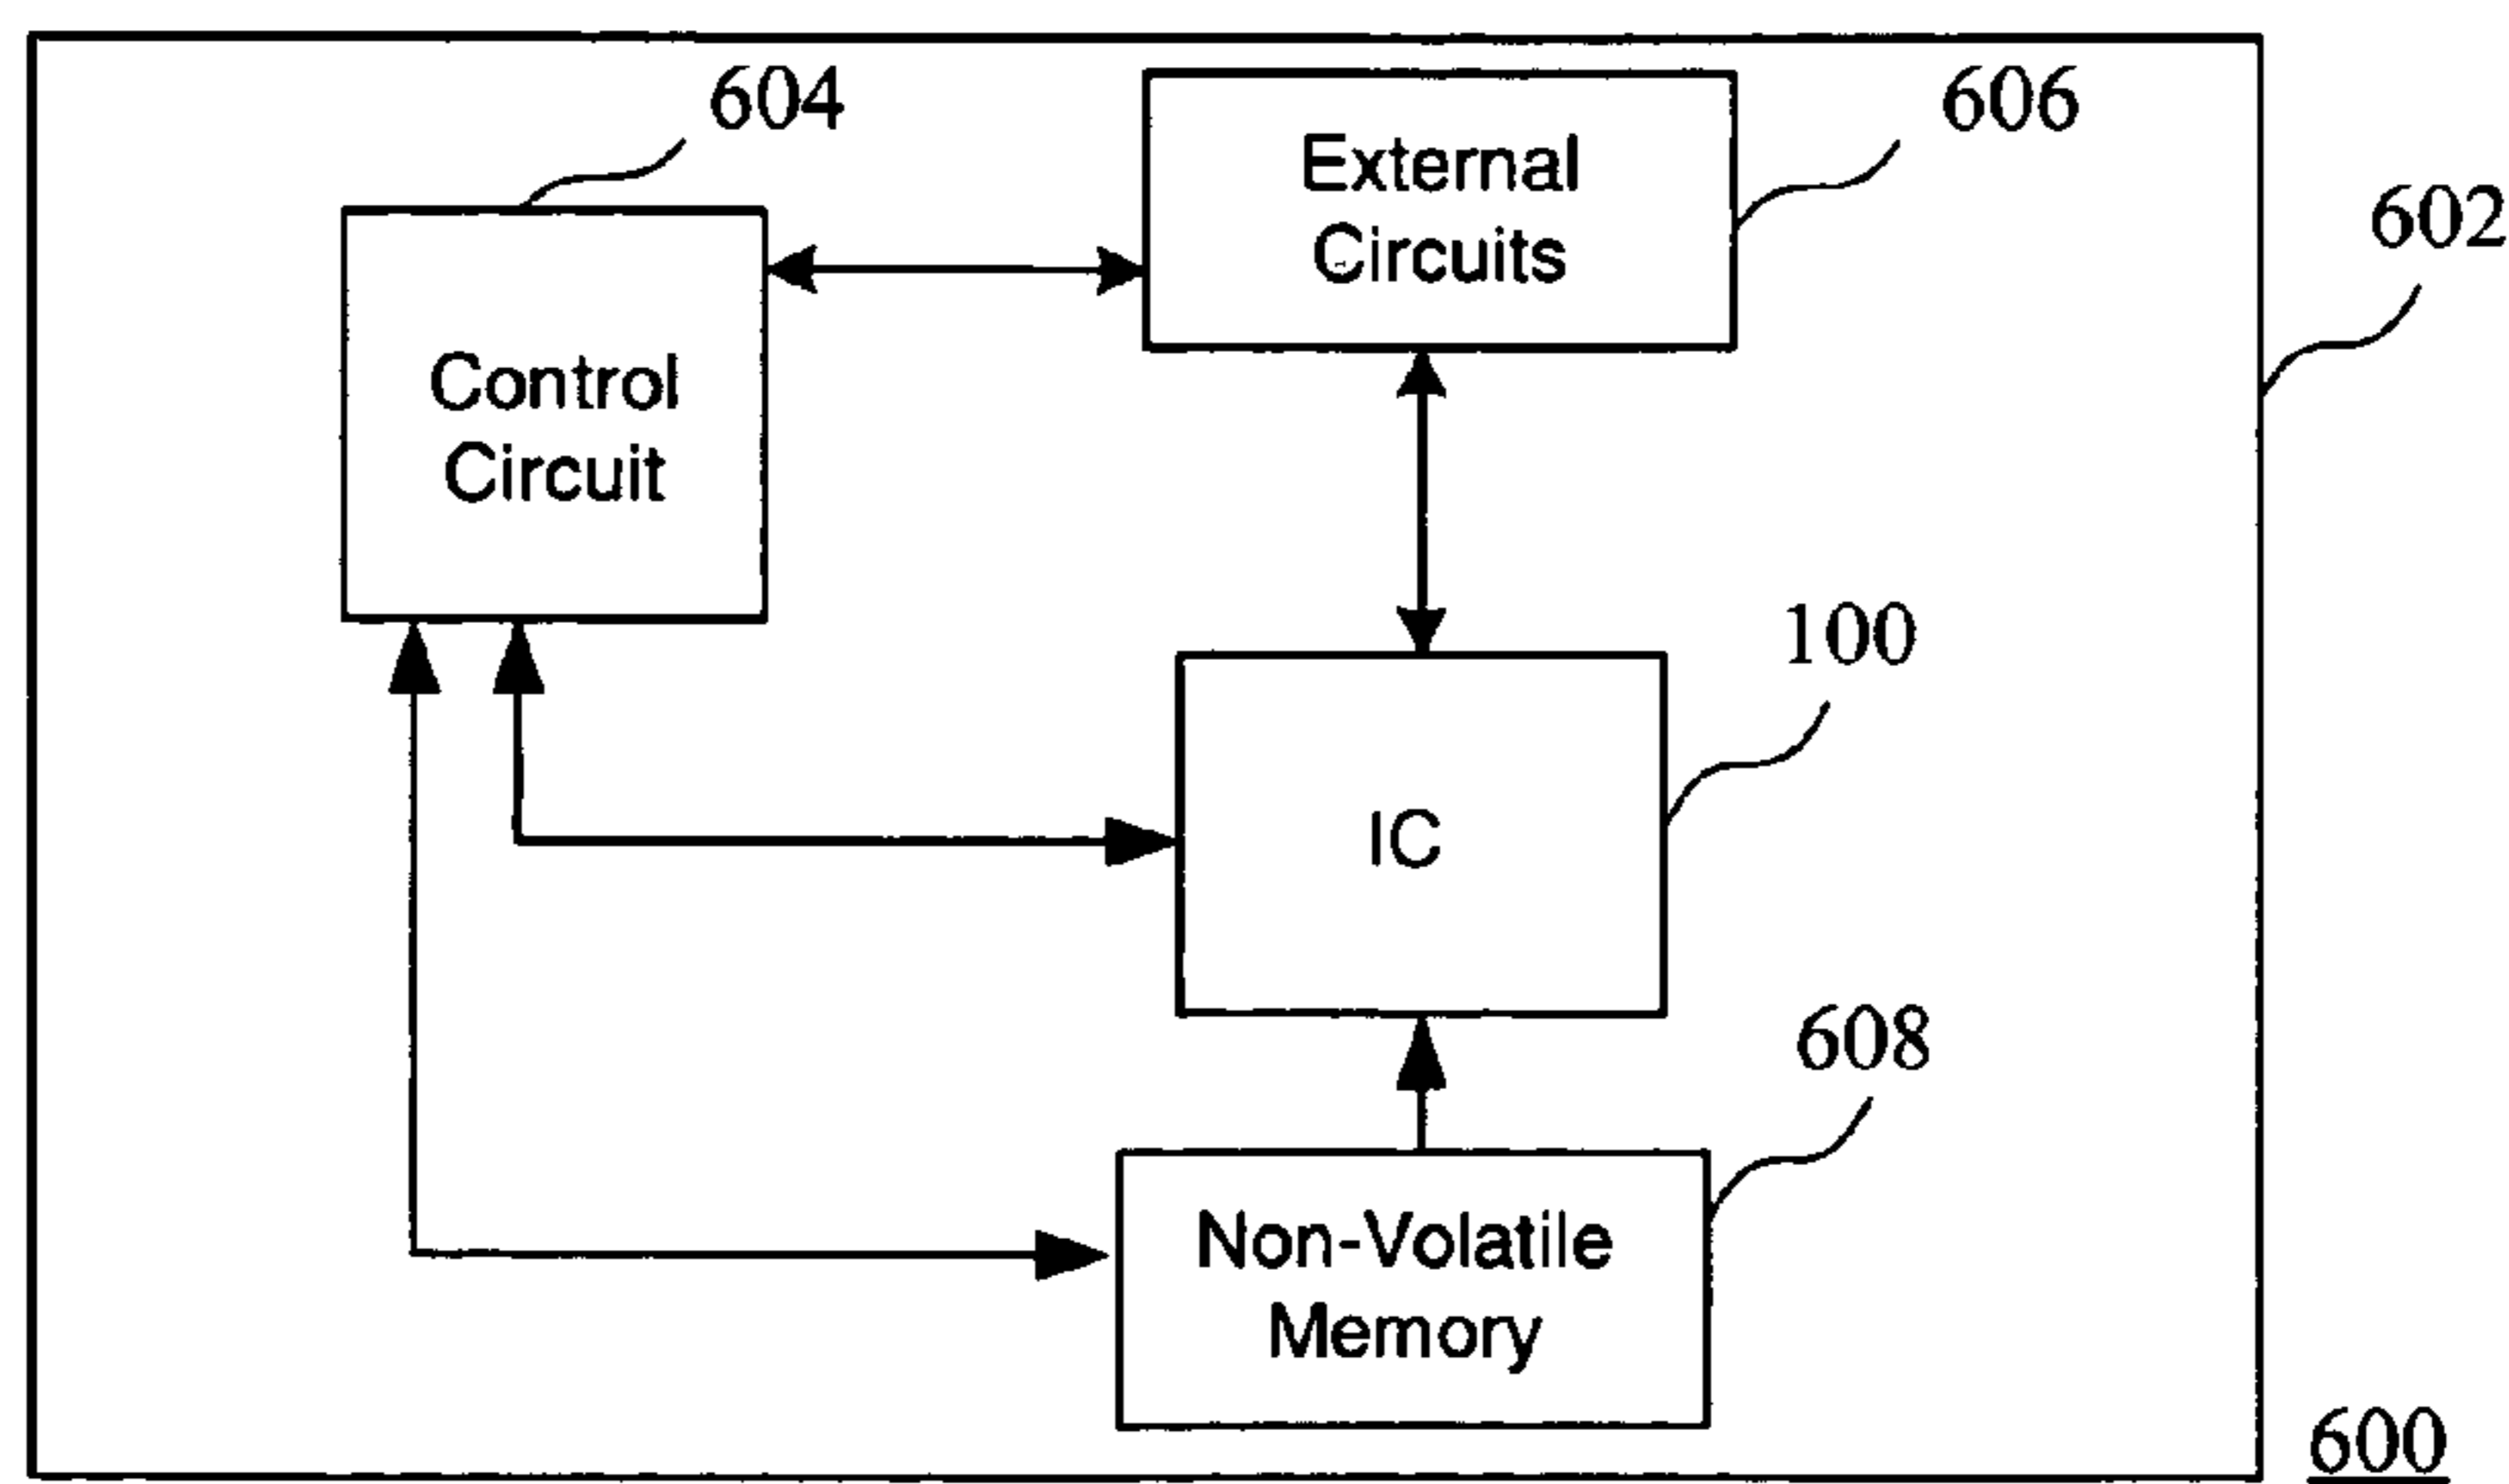 604
606
External
Circuits
602
Control
Circuit
100
IC
608
Non-Volatile
Memory
600